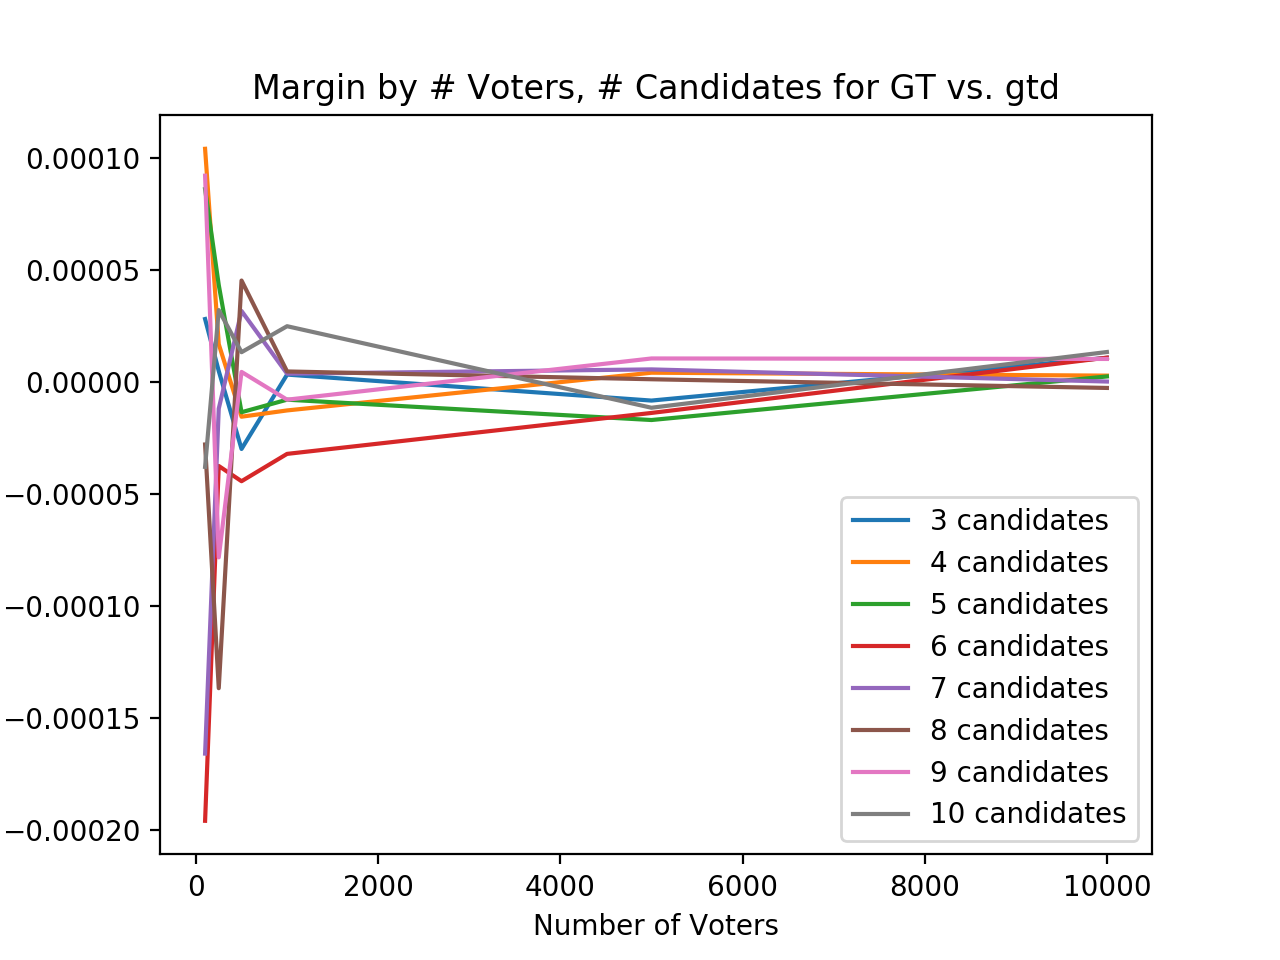 Margin by # Voters, # Candidates for GT vs. gtd
0.00010
0.00005
0.00000
−0.00005
−0.00010
−0.00015
−0.00020
3 candidates
4 candidates
5 candidates
6 candidates
7 candidates
8 candidates
9 candidates
10 candidates
0 2000 4000 6000 8000 10000
Number of Voters